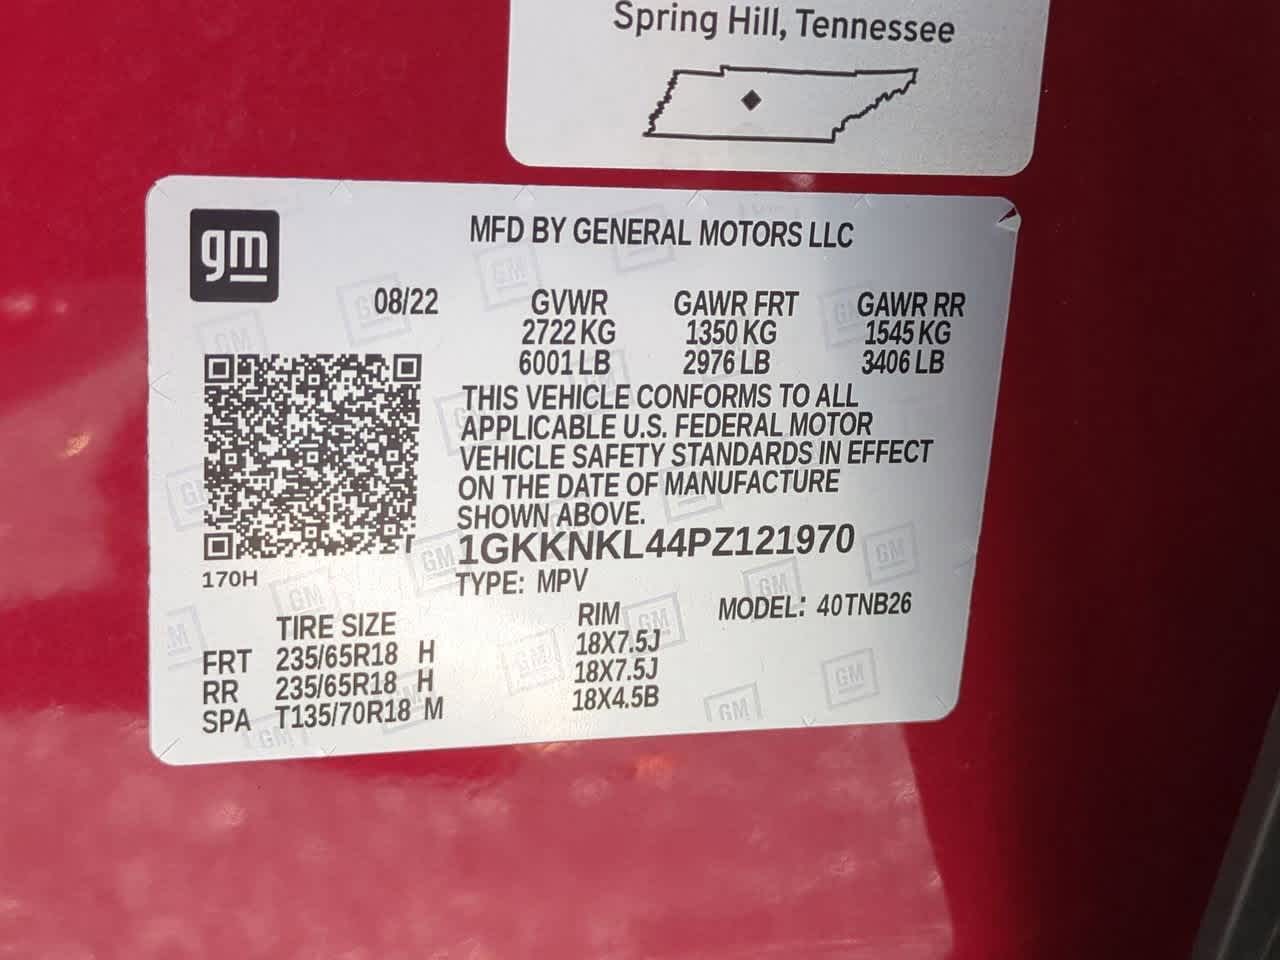 Spring Hill, Tennessee
gm
MFD BY GENERAL MOTORS LLC
08/22 GVWR GAWR FRT GAWR RR
2722 KG 1350 KG 1545 KG
6001 LB 2976 LB 3406 LB
THIS VEHICLE CONFORMS TO ALL
APPLICABLE U.S. FEDERAL MOTOR
VEHICLE SAFETY STANDARDS IN EFFECT
ON THE DATE OF MANUFACTURE
SHOWN ABOVE.
1GKKNKL44PZ121970
170H
TYPE: MPV
MODEL: 40TNB26
TIRE SIZE RIM
FRT 235/65R18 H 18X7.5J
RR 235/65R18 H 18X7.5J
SPA T135/70R18 M 18X4.5B